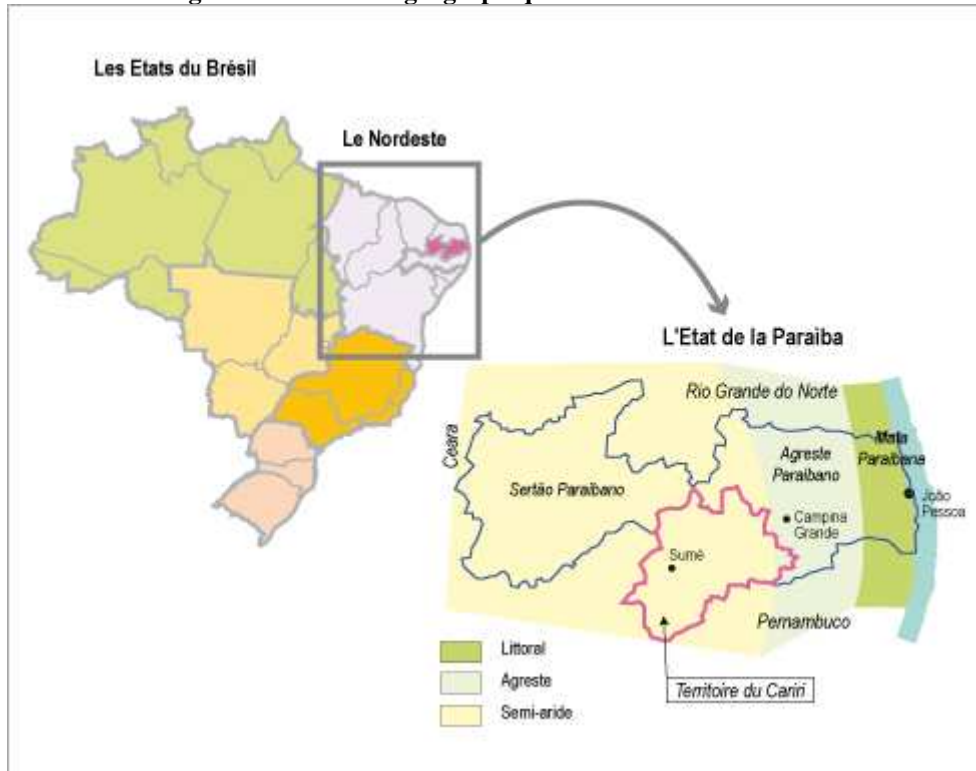 Les Etats du Brésil
Le Nordeste
L'Etat de la Paraìba
Rio Grande do Norte
Ceara
Mata
Paraibana
Agreste
Paraibano
Sertão Paraibano
João
Pessoa
Campina
Grande
Sumé
Pernambuco
Littoral
Agreste
Semi-aride
Territoire du Cariri